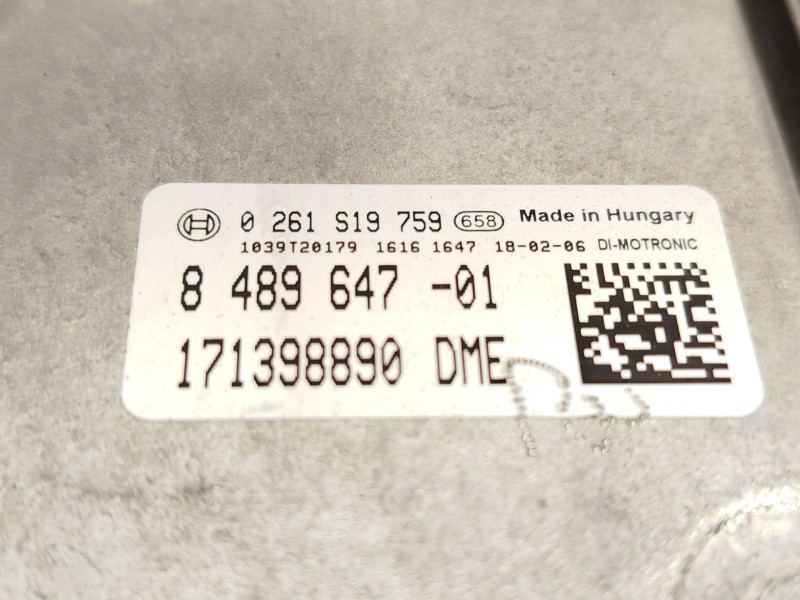 0 261 S19 759 658 Made in Hungary
1039T20179 1616 1647 18-02-06 DI-MOTRONIC
8 489 647 -01
171398890 DME